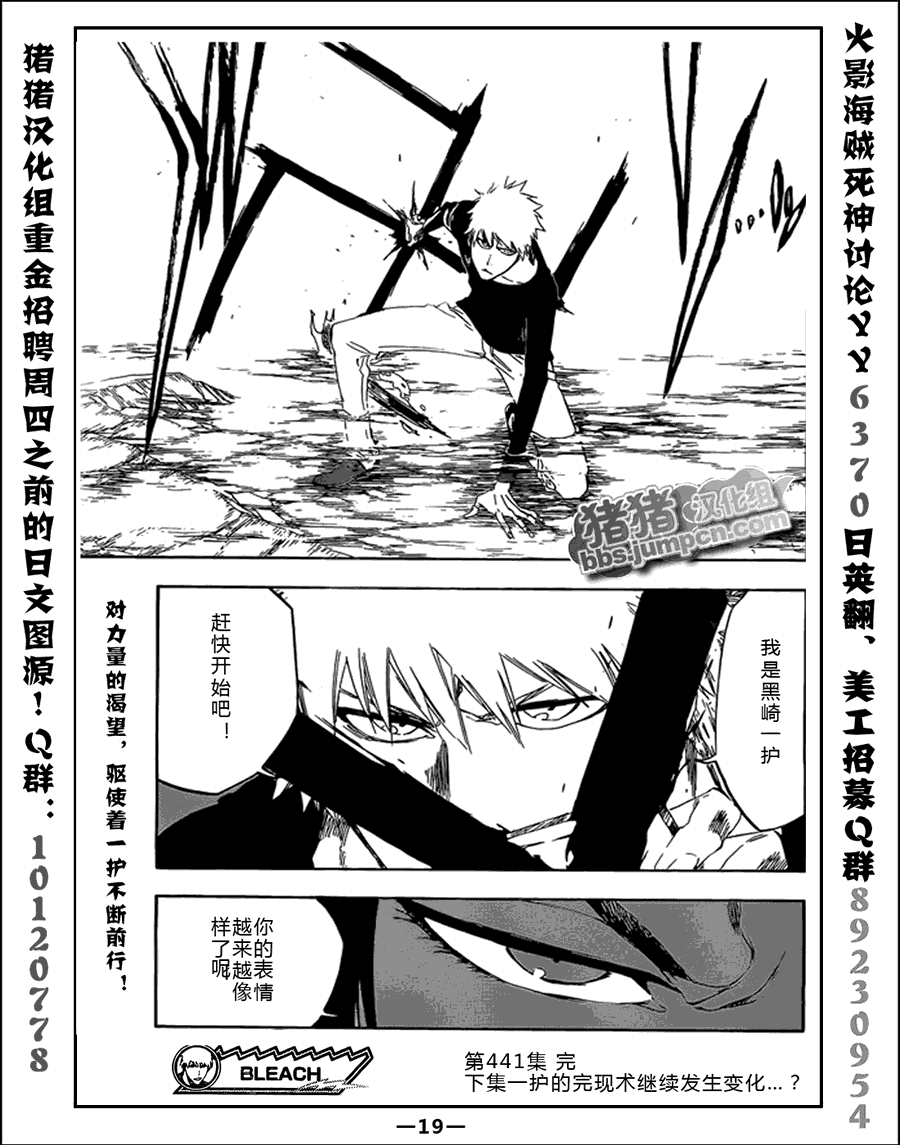 火影海贼死神讨论YY6370日英翻、美工招募Q群89230954
猪猪汉化组重金招聘周四之前的日文图源！Q群：10120778
猪猪汉化组
bbs.jumpcn.com
我是黑崎一护
赶快开始吧！
对力量的渴望，驱使着一护不断前行！
你的表情
越来越像
样了呢
BLEACH
第441集 完
下集一护的完现术继续发生变化...？
—19—